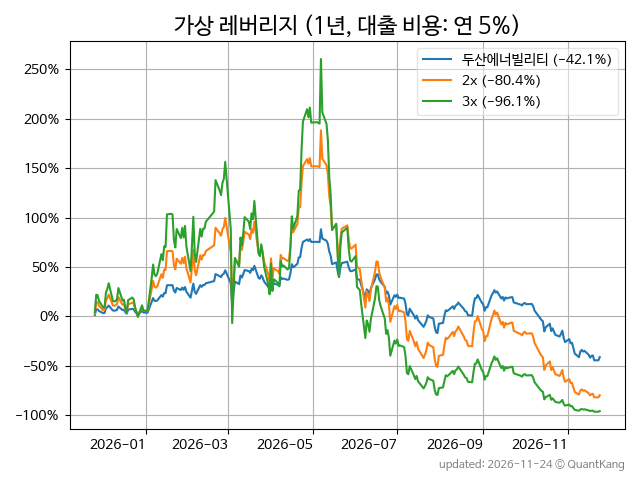 가상 레버리지 (1년, 대출 비용: 연 5%)
두산에너빌리티 (-42.1%)
2x (-80.4%)
3x (-96.1%)
250%
200%
150%
100%
50%
0%
-50%
-100%
2026-01 2026-03 2026-05 2026-07 2026-09 2026-11
updated: 2026-11-24 © QuantKang